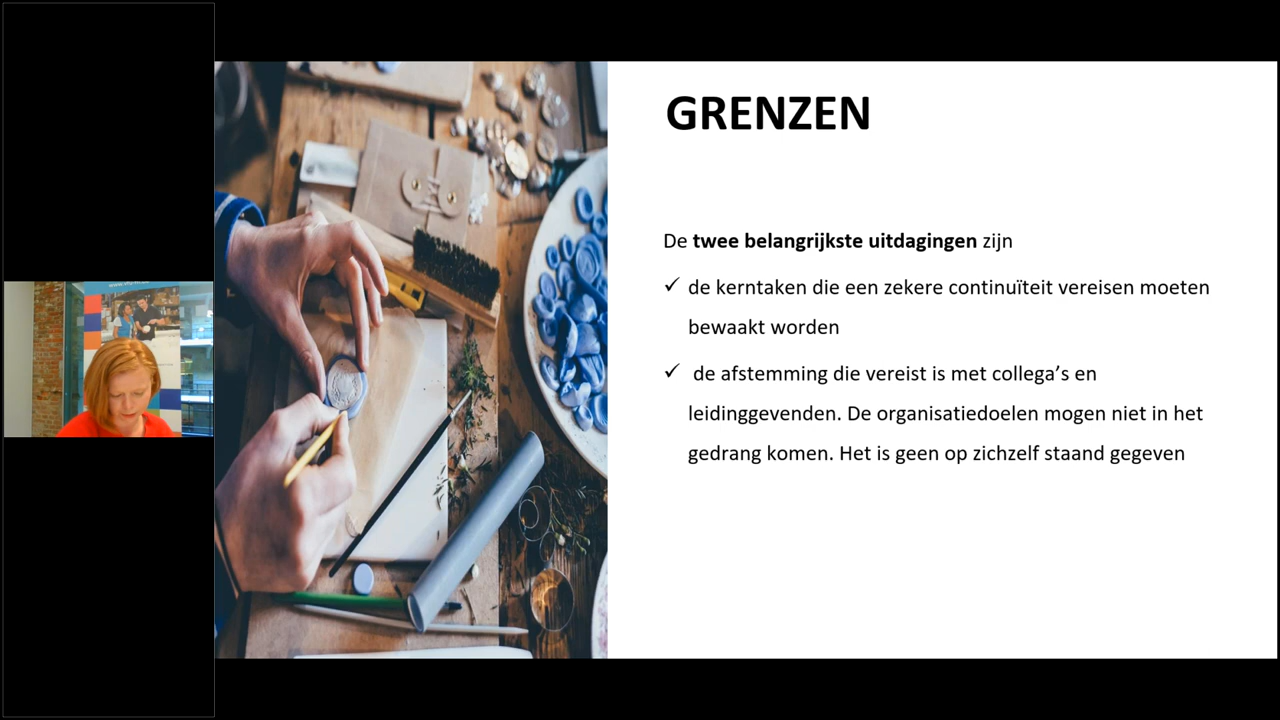 GRENZEN
De twee belangrijkste uitdagingen zijn
✓ de kerntaken die een zekere continuïteit vereisen moeten
bewaakt worden
✓ de afstemming die vereist is met collega’s en
leidinggevenden. De organisatiedoelen mogen niet in het
gedrang komen. Het is geen op zichzelf staand gegeven